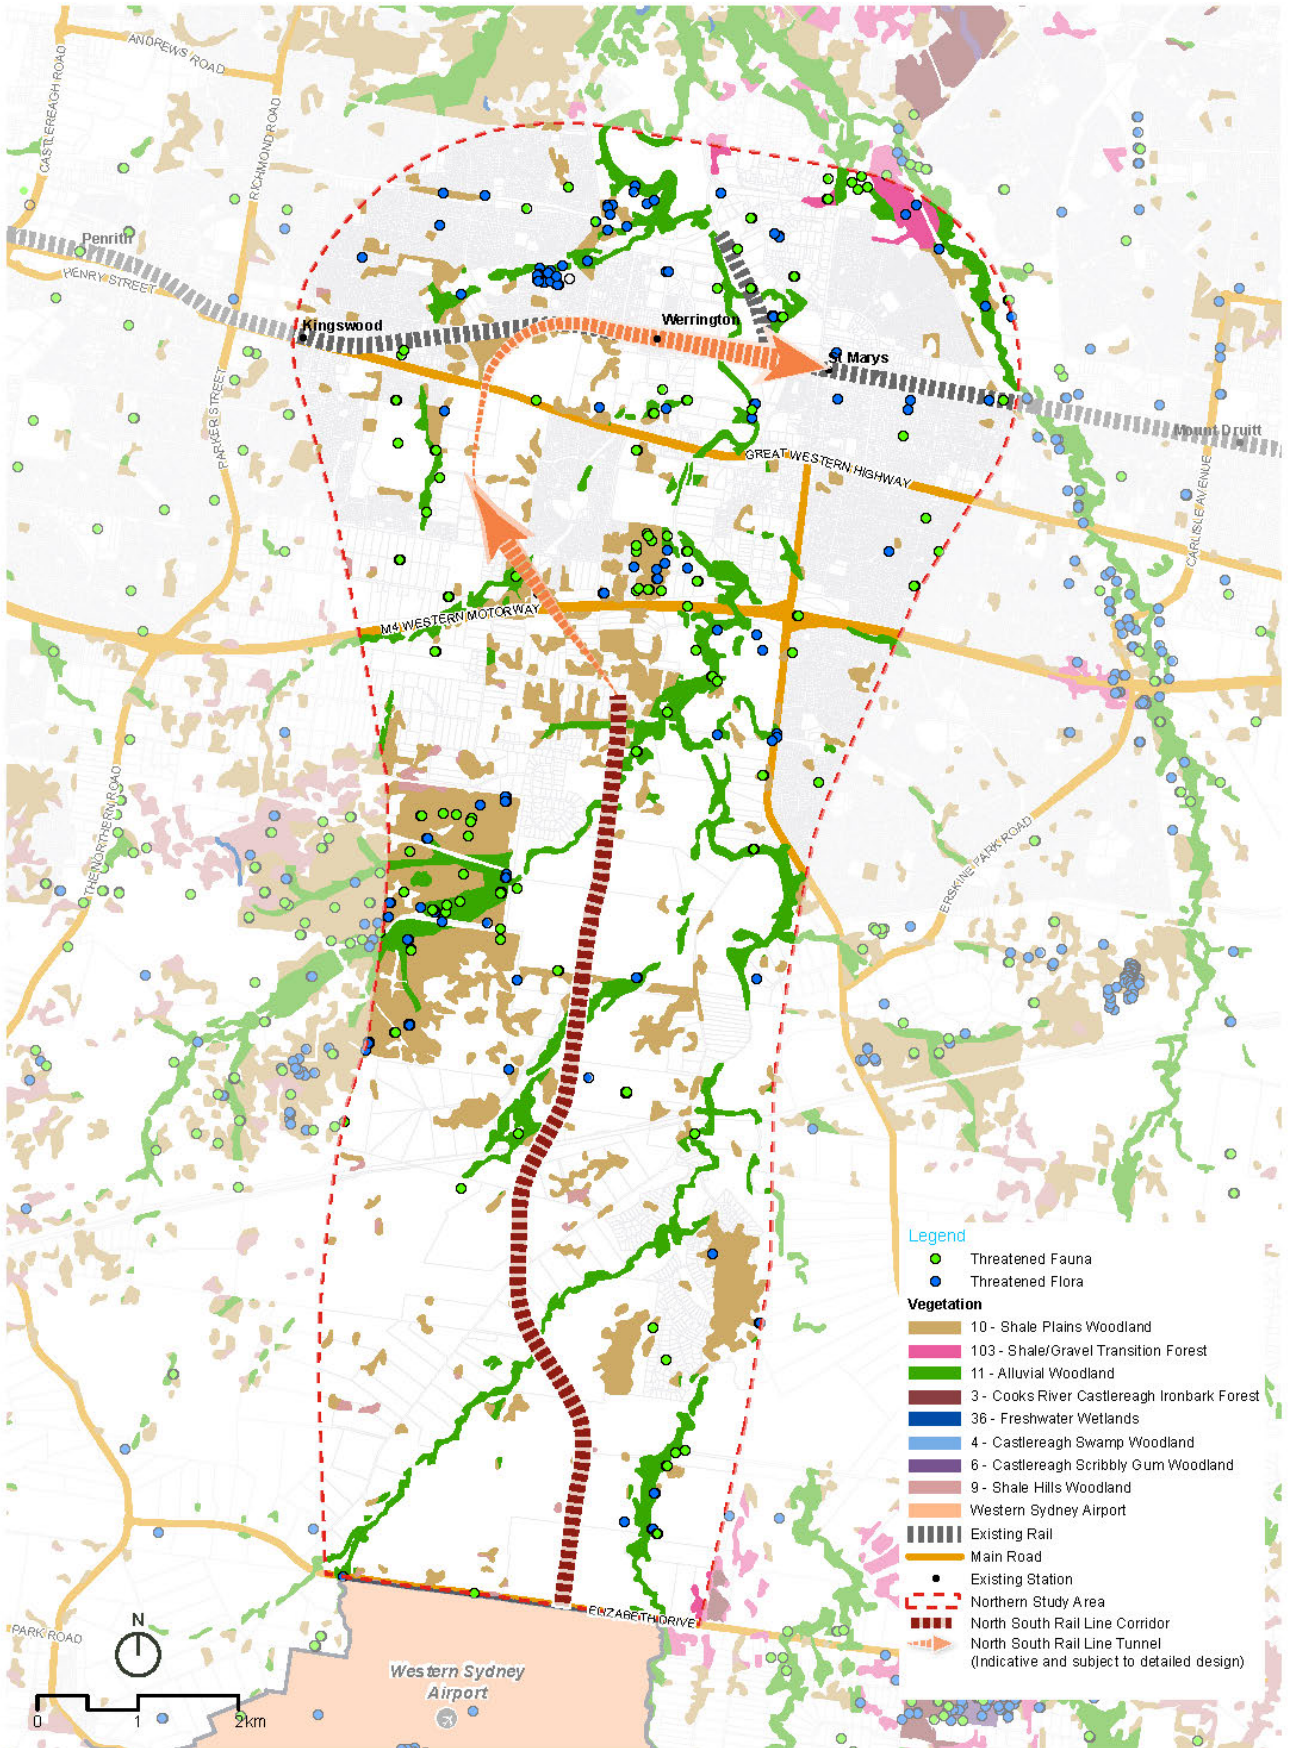 ANDREWS ROAD
CASTLEREAGH ROAD
RICHMOND ROAD
Penrith
HENRY STREET
Kingswood
Werrington
St Marys
PARKER STREET
Mount Druitt
GREAT WESTERN HIGHWAY
CARLISLE AVENUE
M4 WESTERN MOTORWAY
THE NORTHERN ROAD
ERSKINE PARK ROAD
ELIZABETH DRIVE
PARK ROAD
N
Western Sydney
Airport
0 1 2km
Legend
Threatened Fauna
Threatened Flora
Vegetation
10 - Shale Plains Woodland
103 - Shale/Gravel Transition Forest
11 - Alluvial Woodland
3 - Cooks River Castlereagh Ironbark Forest
36 - Freshwater Wetlands
4 - Castlereagh Swamp Woodland
6 - Castlereagh Scribbly Gum Woodland
9 - Shale Hills Woodland
Western Sydney Airport
Existing Rail
Main Road
Existing Station
Northern Study Area
North South Rail Line Corridor
North South Rail Line Tunnel
(Indicative and subject to detailed design)